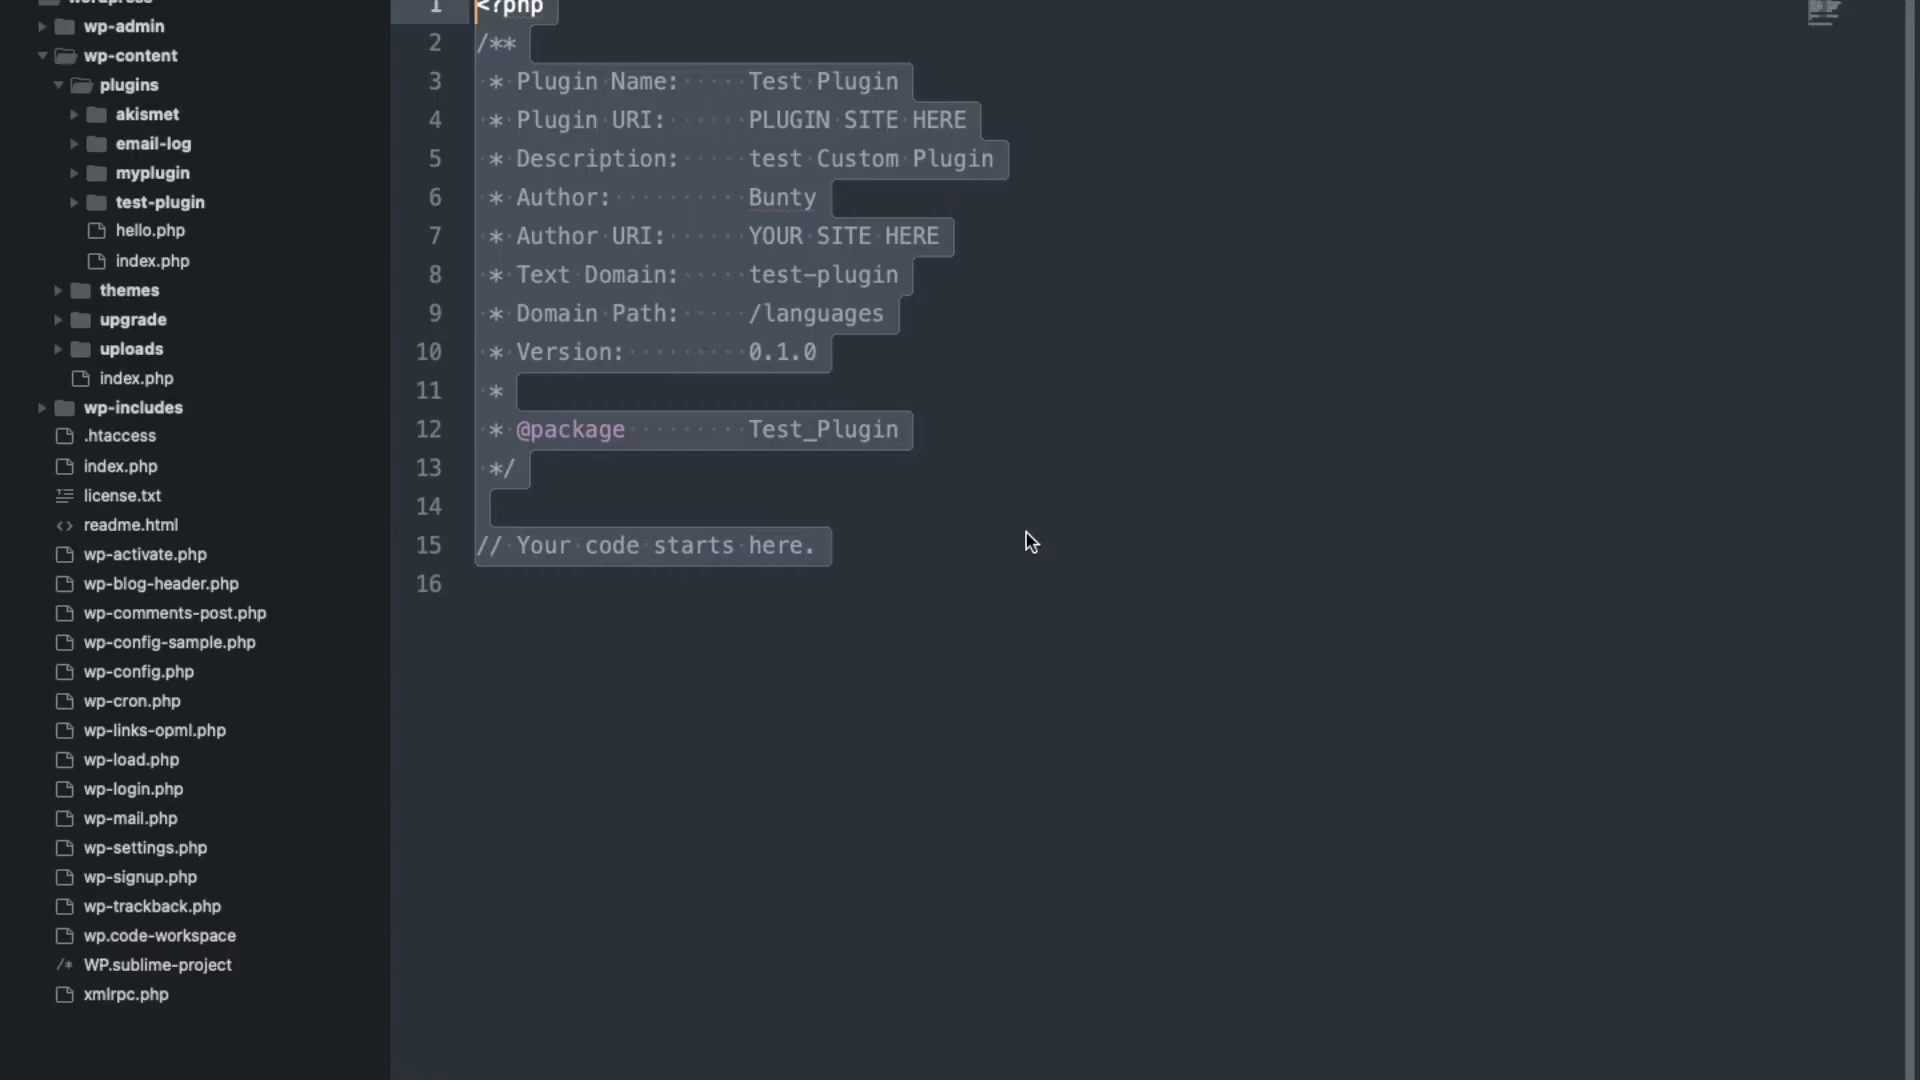 wordpress
wp-admin
wp-content
plugins
akismet
email-log
myplugin
test-plugin
hello.php
index.php
themes
upgrade
uploads
index.php
wp-includes
.htaccess
index.php
license.txt
readme.html
wp-activate.php
wp-blog-header.php
wp-comments-post.php
wp-config-sample.php
wp-config.php
wp-cron.php
wp-links-opml.php
wp-load.php
wp-login.php
wp-mail.php
wp-settings.php
wp-signup.php
wp-trackback.php
wp.code-workspace
WP.sublime-project
xmlrpc.php
1 <?php
2 /**
3 * Plugin Name: Test Plugin
4 * Plugin URI: PLUGIN SITE HERE
5 * Description: test Custom Plugin
6 * Author: Bunty
7 * Author URI: YOUR SITE HERE
8 * Text Domain: test-plugin
9 * Domain Path: /languages
10 * Version: 0.1.0
11 *
12 * @package Test_Plugin
13 */
14
15 // Your code starts here.
16